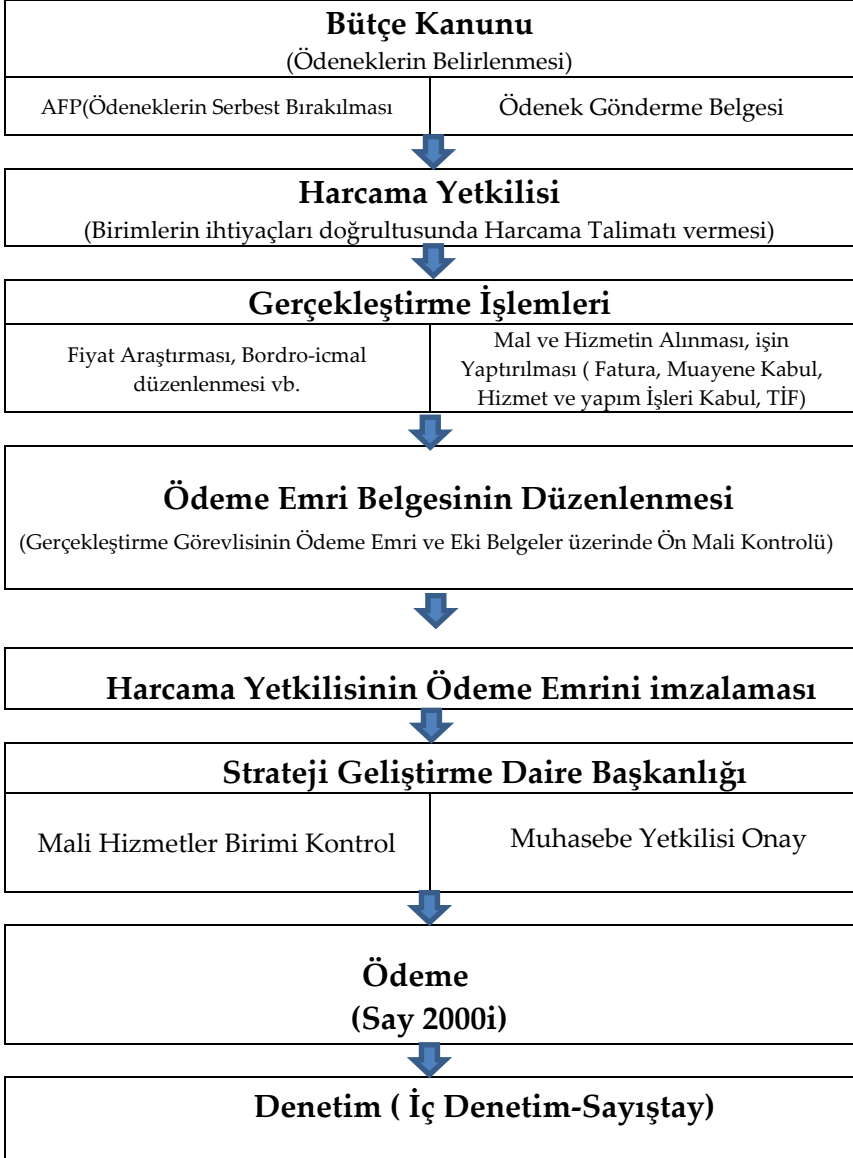 Bütçe Kanunu
(Ödeneklerin Belirlenmesi)
AFP(Ödeneklerin Serbest Bırakılması
Ödenek Gönderme Belgesi
Harcama Yetkilisi
(Birimlerin ihtiyaçları doğrultusunda Harcama Talimatı vermesi)
Gerçekleştirme İşlemleri
Fiyat Araştırması, Bordro-icmal
düzenlenmesi vb.
Mal ve Hizmetin Alınması, işin
Yaptırılması ( Fatura, Muayene Kabul,
Hizmet ve yapım İşleri Kabul, TİF)
Ödeme Emri Belgesinin Düzenlenmesi
(Gerçekleştirme Görevlisinin Ödeme Emri ve Eki Belgeler üzerinde Ön Mali Kontrolü)
Harcama Yetkilisinin Ödeme Emrini imzalaması
Strateji Geliştirme Daire Başkanlığı
Mali Hizmetler Birimi Kontrol
Muhasebe Yetkilisi Onay
Ödeme
(Say 2000i)
Denetim ( İç Denetim-Sayıştay)